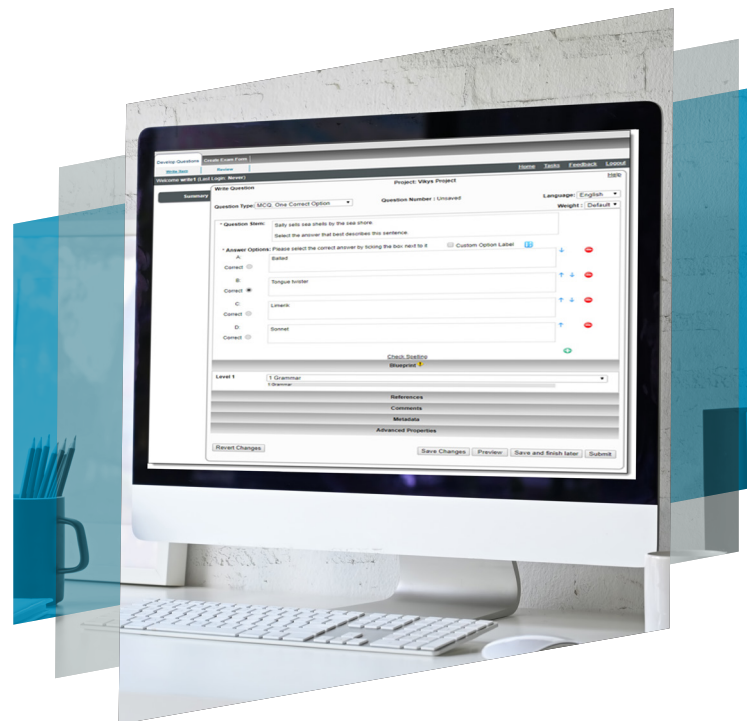 Develop Questions Create Exam Form
Write Item Review
Home Tasks Feedback Logout
Welcome write1 (Last Login: Never)
Help
Summary
Write Question
Project: Vikys Project
Question Type: MCQ, One Correct Option
Question Number : Unsaved
Language: English
Weight : Default
* Question Stem:
Sally sells sea shells by the sea shore.
Select the answer that best describes this sentence.
* Answer Options: Please select the correct answer by ticking the box next to it
Custom Option Label
A:
Ballad
Correct
B:
Tongue twister
Correct
C:
Limerik
Correct
D:
Sonnet
Correct
Check Spelling
Blueprint
Level 1
1 Grammar
1 Grammar
References
Comments
Metadata
Advanced Properties
Revert Changes
Save Changes Preview Save and finish later Submit